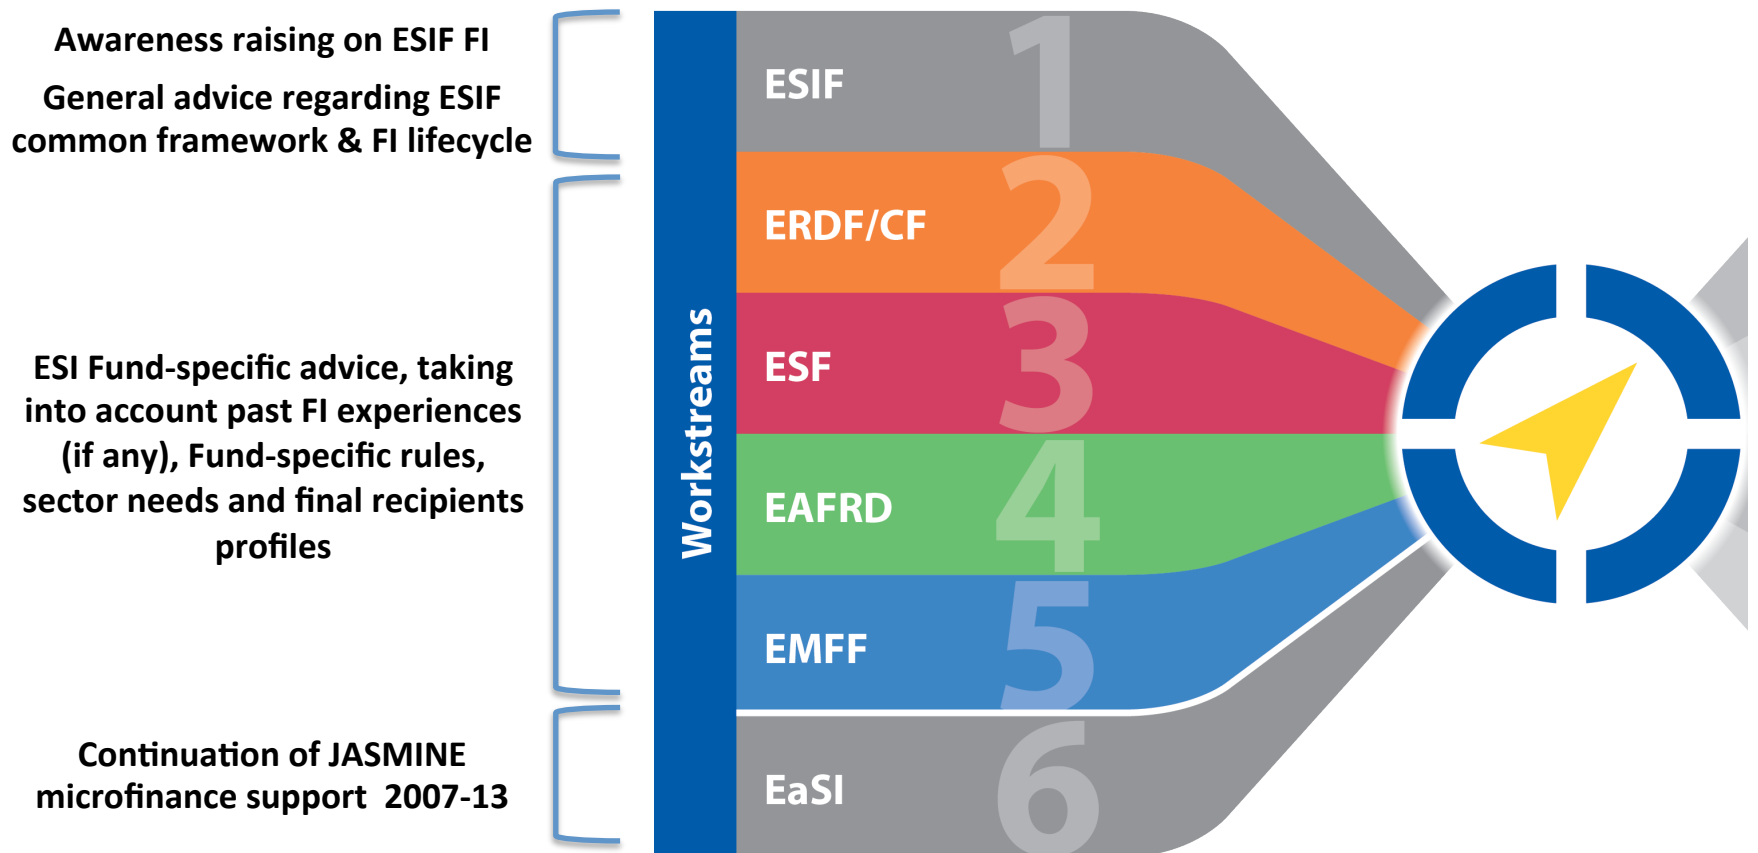 Awareness raising on ESIF FI
General advice regarding ESIF
common framework & FI lifecycle
ESI Fund-specific advice, taking
into account past FI experiences
(if any), Fund-specific rules,
sector needs and final recipients
profiles
Continuation of JASMINE
microfinance support 2007-13
Workstreams
ESIF 1
ERDF/CF 2
ESF 3
EAFRD 4
EMFF 5
EaSI 6